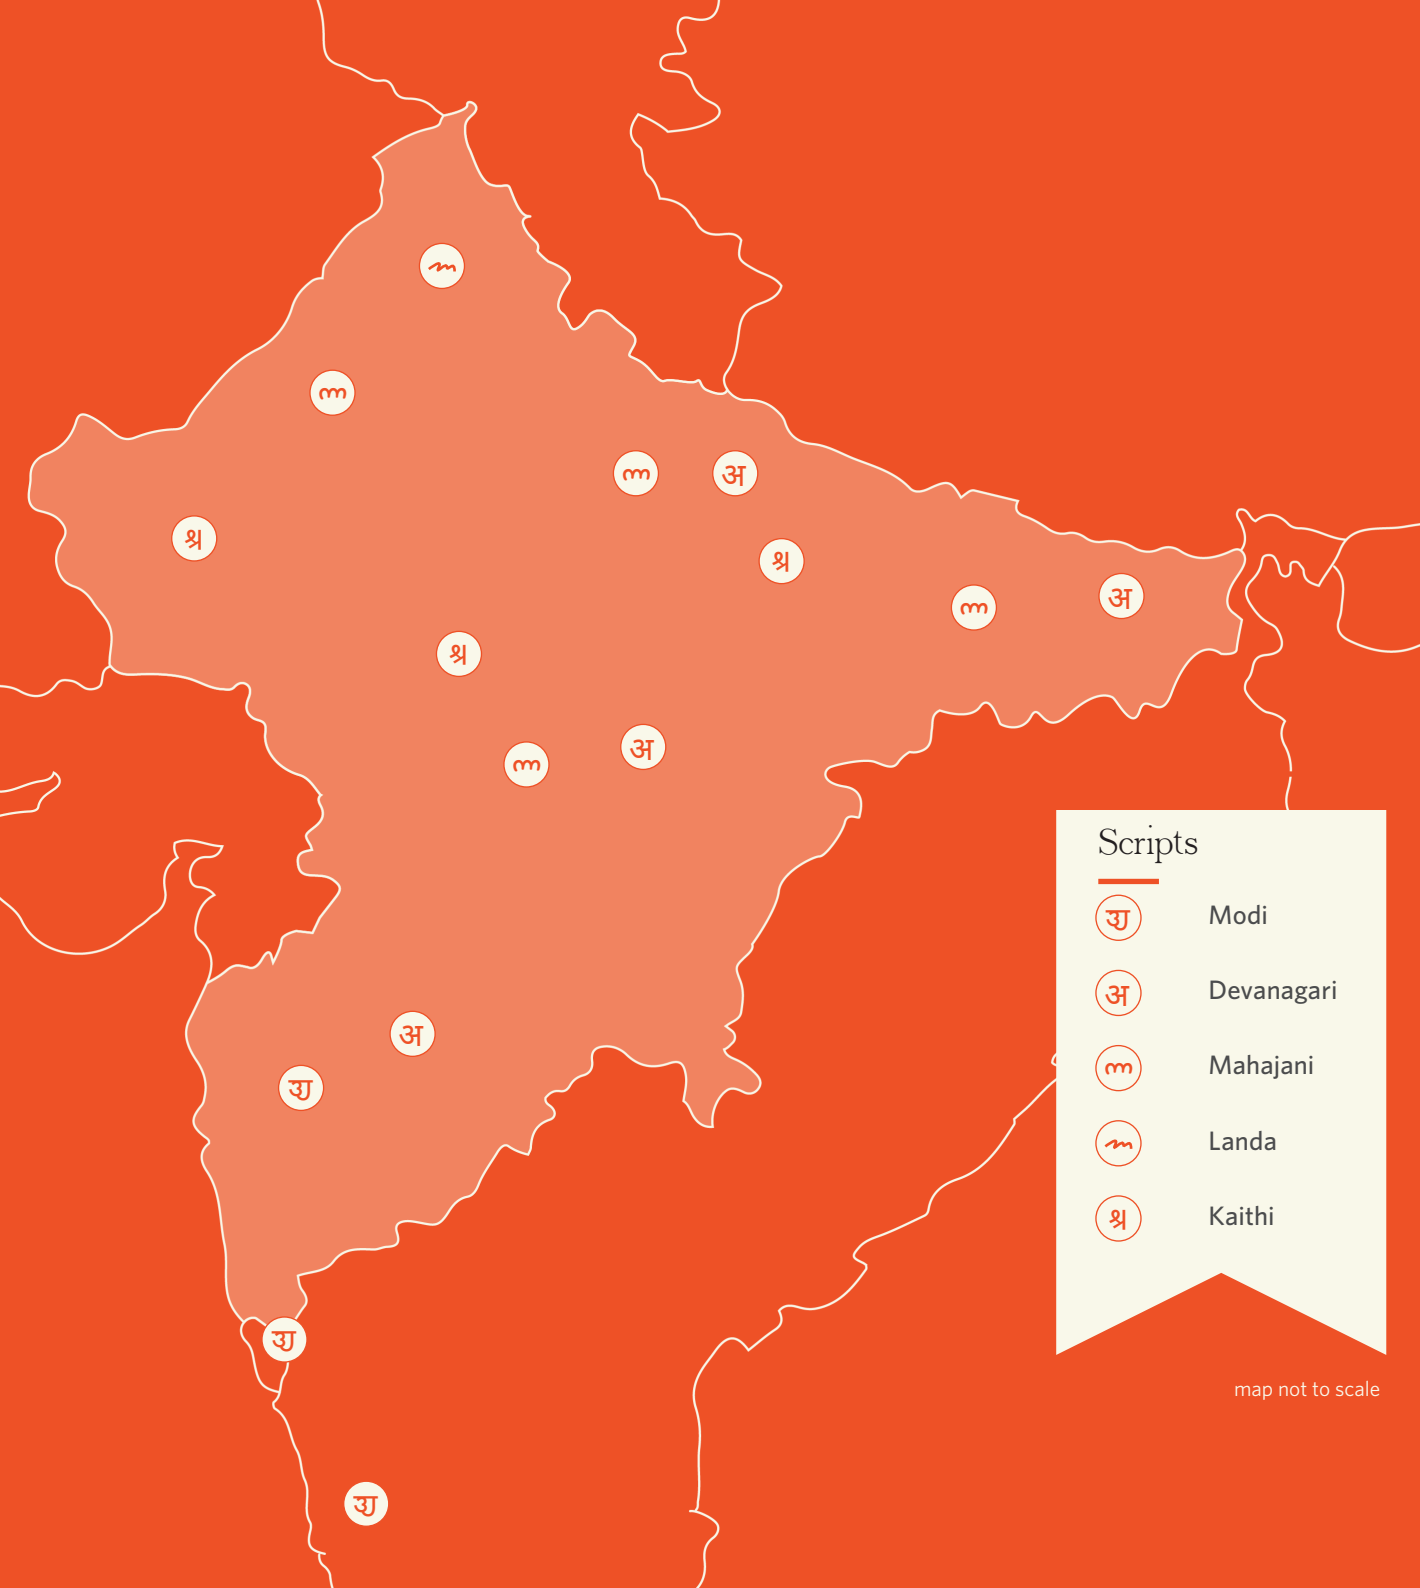 श्र
अ
श्र
अ
श्र
अ
अ
Scripts
Modi
अ Devanagari
Mahajani
Landa
श्र Kaithi
map not to scale